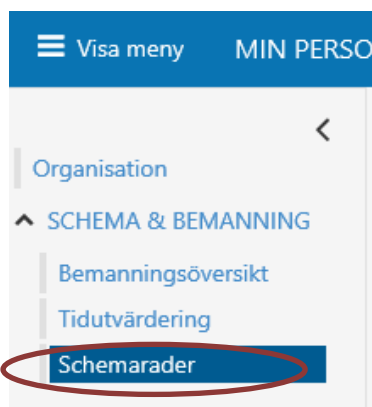 Visa meny MIN PERSO
Organisation
SCHEMA & BEMANNING
Bemanningsöversikt
Tidutvärdering
Schemarader